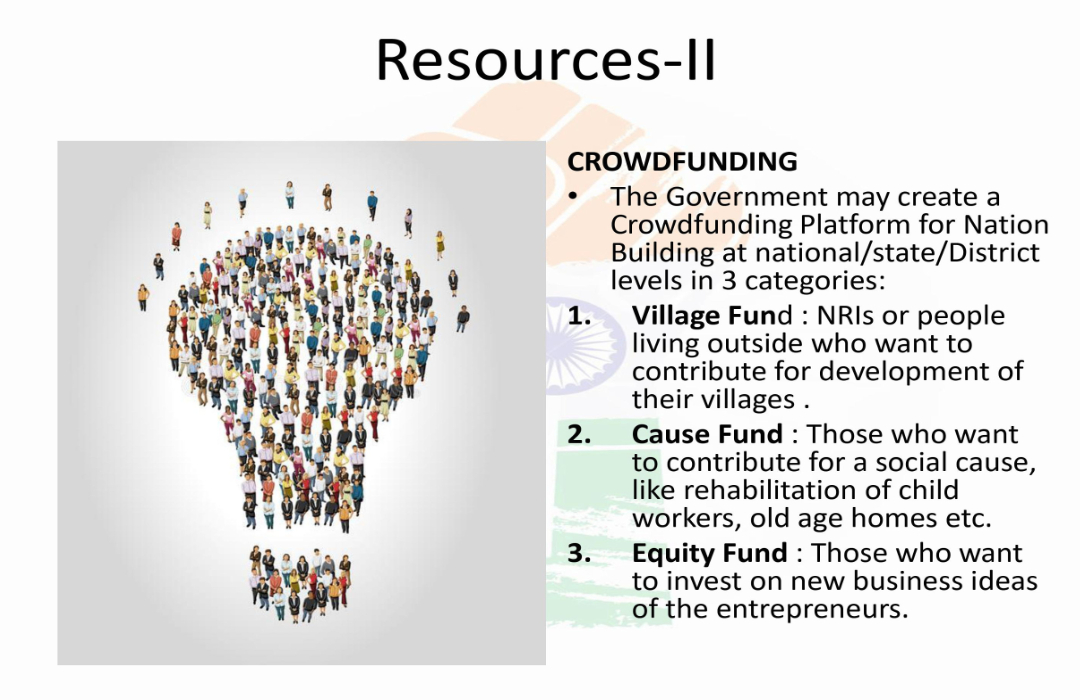 Resources-II
CROWDFUNDING
• The Government may create a
Crowdfunding Platform for Nation
Building at national/state/District
levels in 3 categories:
1. Village Fund : NRIs or people
living outside who want to
contribute for development of
their villages .
2. Cause Fund : Those who want
to contribute for a social cause,
like rehabilitation of child
workers, old age homes etc.
3. Equity Fund : Those who want
to invest on new business ideas
of the entrepreneurs.